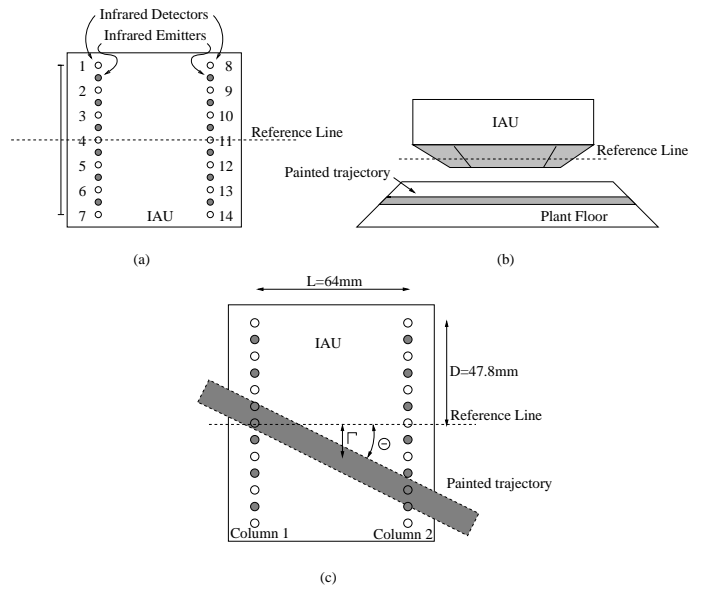 Infrared Detectors
Infrared Emitters
1 8
2 9
3 10
4 11 Reference Line
5 12
6 13
7 IAU 14
(a)
IAU
Reference Line
Painted trajectory
Plant Floor
(b)
L=64mm
IAU
D=47.8mm
Reference Line
Γ Θ
Painted trajectory
Column 1 Column 2
(c)